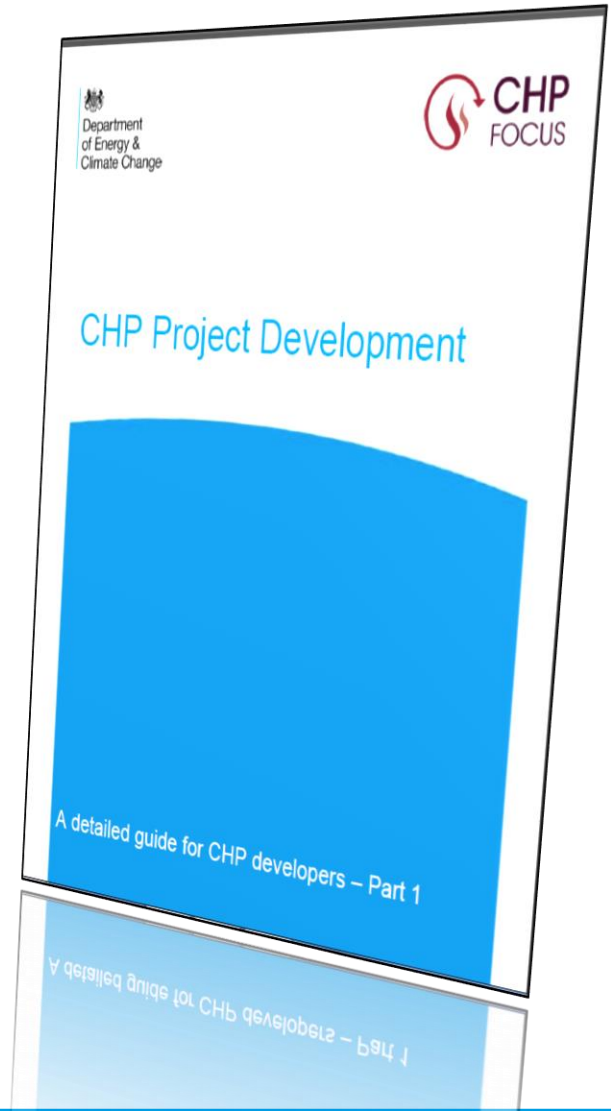 Department
of Energy &
Climate Change
CHP
FOCUS
CHP Project Development
A detailed guide for CHP developers – Part 1
A detailed guide for CHP developers – Part 1